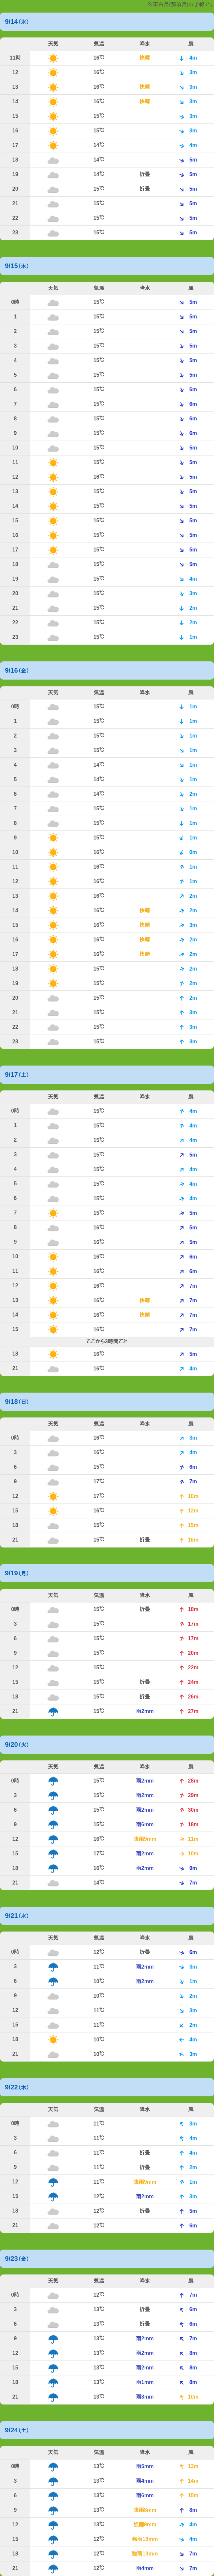 9/14(水)
天気 気温 降水 風
11時 16℃ 快晴 4m
12 16℃ 3m
13 16℃ 快晴 3m
14 16℃ 快晴 3m
15 15℃ 3m
16 15℃ 3m
17 14℃ 4m
18 14℃ 5m
19 14℃ 折曇 5m
20 15℃ 折曇 5m
21 15℃ 5m
22 15℃ 5m
23 15℃ 5m
9/15(木)
天気 気温 降水 風
0時 15℃ 5m
1 15℃ 5m
2 15℃ 5m
3 15℃ 5m
4 15℃ 5m
5 15℃ 5m
6 15℃ 6m
7 15℃ 6m
8 15℃ 6m
9 15℃ 6m
10 15℃ 5m
11 15℃ 5m
12 15℃ 5m
13 15℃ 5m
14 15℃ 5m
15 15℃ 5m
16 15℃ 5m
17 15℃ 5m
18 15℃ 5m
19 15℃ 4m
20 15℃ 3m
21 15℃ 2m
22 15℃ 2m
23 15℃ 1m
9/16(金)
天気 気温 降水 風
0時 15℃ 1m
1 15℃ 1m
2 15℃ 1m
3 15℃ 1m
4 14℃ 1m
5 14℃ 1m
6 14℃ 2m
7 15℃ 1m
8 15℃ 1m
9 15℃ 1m
10 16℃ 0m
11 16℃ 1m
12 16℃ 1m
13 16℃ 2m
14 16℃ 快晴 2m
15 16℃ 快晴 3m
16 16℃ 快晴 2m
17 16℃ 快晴 2m
18 15℃ 2m
19 15℃ 2m
20 15℃ 2m
21 15℃ 3m
22 15℃ 3m
23 15℃ 3m
9/17(土)
天気 気温 降水 風
0時 15℃ 4m
1 15℃ 4m
2 15℃ 4m
3 15℃ 5m
4 15℃ 4m
5 15℃ 4m
6 15℃ 4m
7 15℃ 5m
8 16℃ 5m
9 16℃ 5m
10 16℃ 6m
11 16℃ 6m
12 16℃ 7m
13 16℃ 快晴 7m
14 16℃ 快晴 7m
15 16℃ 7m
ここから3時間ごと
18 16℃ 5m
21 16℃ 4m
9/18(日)
天気 気温 降水 風
0時 16℃ 3m
3 16℃ 4m
6 15℃ 6m
9 17℃ 7m
12 17℃ 10m
15 16℃ 12m
18 15℃ 15m
21 15℃ 折曇 16m
9/19(月)
天気 気温 降水 風
0時 15℃ 折曇 18m
3 15℃ 17m
6 15℃ 17m
9 15℃ 20m
12 15℃ 22m
15 15℃ 折曇 24m
18 15℃ 折曇 26m
21 15℃ 雨2mm 27m
9/20(火)
天気 気温 降水 風
0時 15℃ 雨2mm 28m
3 15℃ 雨2mm 29m
6 15℃ 雨2mm 30m
9 15℃ 雨6mm 18m
12 16℃ 強雨9mm 11m
15 17℃ 雨2mm 10m
18 16℃ 雨2mm 9m
21 14℃ 7m
9/21(水)
天気 気温 降水 風
0時 12℃ 折曇 6m
3 11℃ 雨2mm 3m
6 10℃ 雨2mm 1m
9 10℃ 2m
12 11℃ 3m
15 11℃ 2m
18 10℃ 4m
21 10℃ 3m
9/22(木)
天気 気温 降水 風
0時 11℃ 3m
3 11℃ 4m
6 11℃ 折曇 4m
9 11℃ 折曇 2m
12 11℃ 強雨9mm 1m
15 12℃ 雨2mm 3m
18 12℃ 折曇 5m
21 12℃ 6m
9/23(金)
天気 気温 降水 風
0時 12℃ 7m
3 13℃ 折曇 6m
6 13℃ 折曇 6m
9 13℃ 雨2mm 7m
12 13℃ 雨2mm 8m
15 13℃ 雨2mm 8m
18 13℃ 雨1mm 8m
21 13℃ 雨3mm 10m
9/24(土)
天気 気温 降水 風
0時 13℃ 雨5mm 13m
3 13℃ 雨4mm 14m
6 13℃ 雨6mm 15m
9 13℃ 強雨8mm 8m
12 12℃ 強雨9mm 4m
15 12℃ 強雨18mm 4m
18 12℃ 強雨13mm 7m
21 12℃ 雨4mm 7m